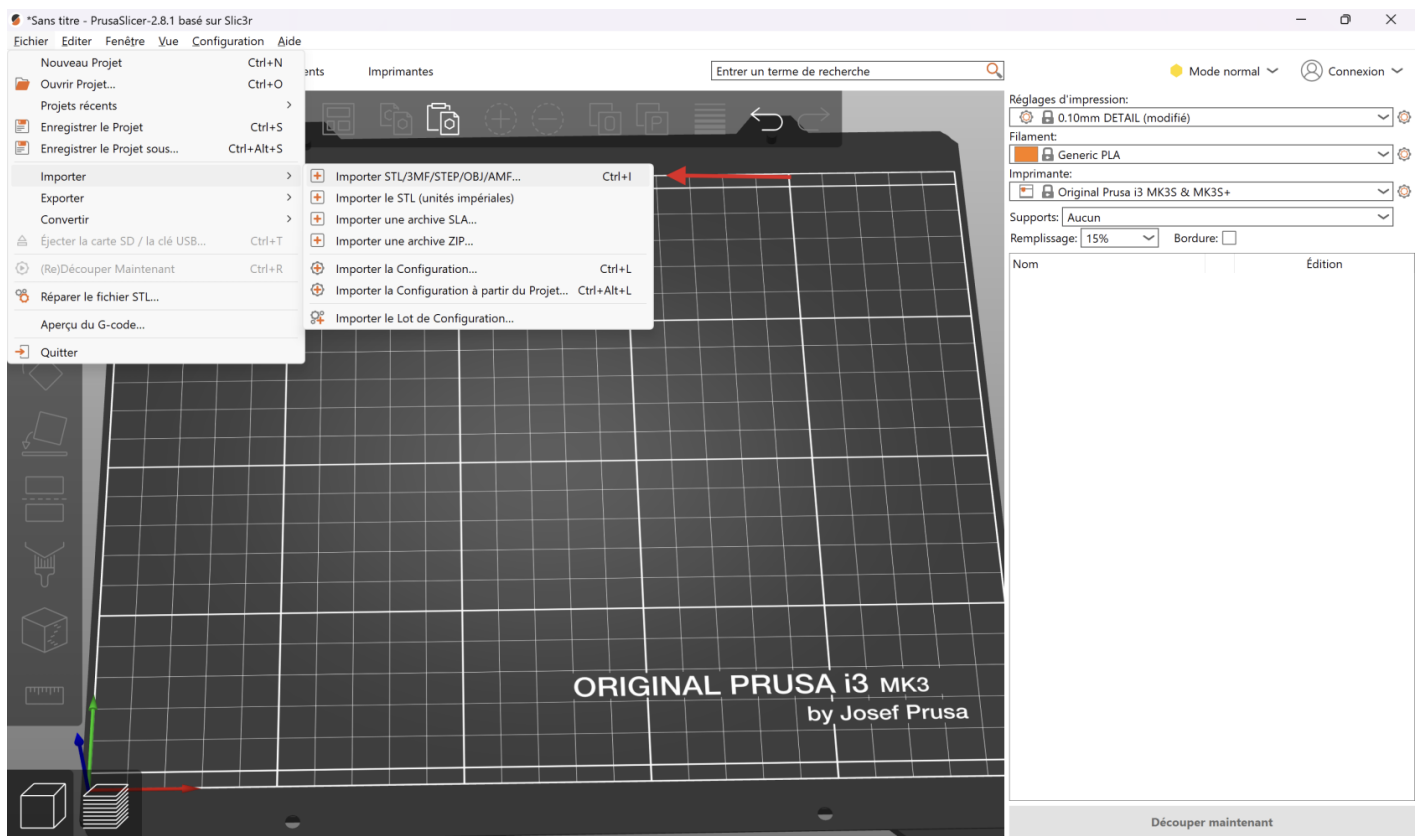 *Sans titre - PrusaSlicer-2.8.1 basé sur Slic3r
Fichier Editer Fenêtre Vue Configuration Aide
Nouveau Projet Ctrl+N
Ouvrir Projet... Ctrl+O
Projets récents
Enregistrer le Projet Ctrl+S
Enregistrer le Projet sous... Ctrl+Alt+S
Importer
Exporter
Convertir
Éjecter la carte SD / la clé USB... Ctrl+T
(Re)Découper Maintenant Ctrl+R
Réparer le fichier STL...
Aperçu du G-code...
Quitter
Importer STL/3MF/STEP/OBJ/AMF... Ctrl+I
Importer le STL (unités impériales)
Importer une archive SLA...
Importer une archive ZIP...
Importer la Configuration... Ctrl+L
Importer la Configuration à partir du Projet... Ctrl+Alt+L
Importer le Lot de Configuration...
ents Imprimantes
Entrer un terme de recherche
Mode normal Connexion
Réglages d'impression:
0.10mm DETAIL (modifié)
Filament:
Generic PLA
Imprimante:
Original Prusa i3 MK3S & MK3S+
Supports: Aucun
Remplissage: 15% Bordure:
Nom Édition
ORIGINAL PRUSA i3 MK3
by Josef Prusa
Découper maintenant